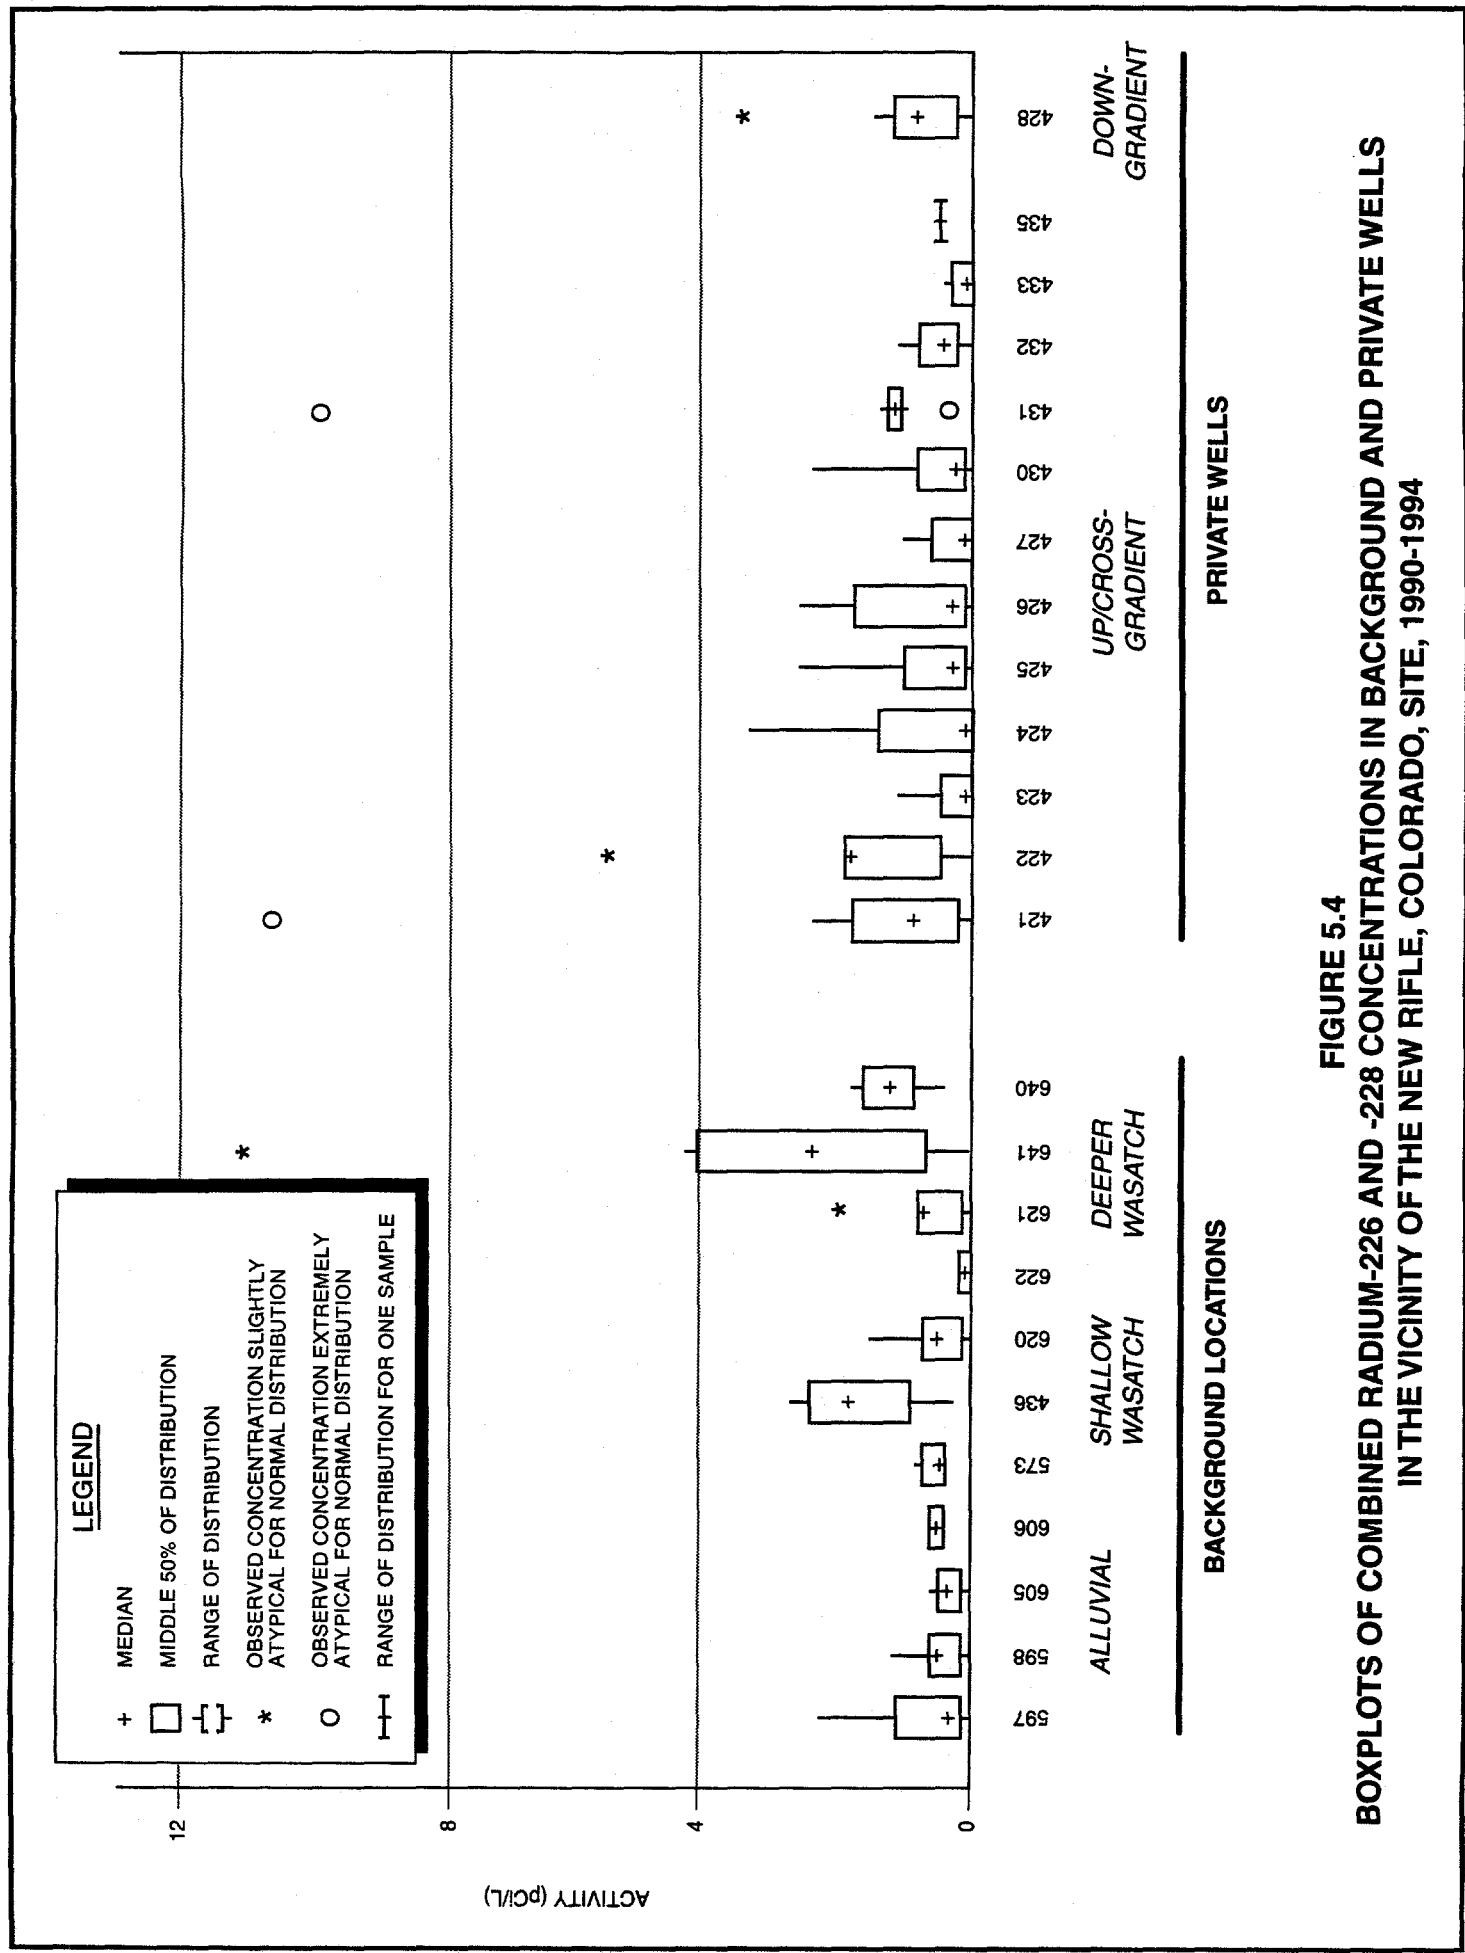 LEGEND
+ MEDIAN
MIDDLE 50% OF DISTRIBUTION
RANGE OF DISTRIBUTION
* OBSERVED CONCENTRATION SLIGHTLY
ATYPICAL FOR NORMAL DISTRIBUTION
O OBSERVED CONCENTRATION EXTREMELY
ATYPICAL FOR NORMAL DISTRIBUTION
RANGE OF DISTRIBUTION FOR ONE SAMPLE
ACTIVITY (pCi/L)
12
8
4
0
597 598 605 606 573 436 620 622 621 641 640 421 422 423 424 425 426 427 430 431 432 433 435 428
ALLUVIAL
SHALLOW
WASATCH
DEEPER
WASATCH
UP/CROSS-
GRADIENT
DOWN-
GRADIENT
BACKGROUND LOCATIONS
PRIVATE WELLS
FIGURE 5.4
BOXPLOTS OF COMBINED RADIUM-226 AND -228 CONCENTRATIONS IN BACKGROUND AND PRIVATE WELLS
IN THE VICINITY OF THE NEW RIFLE, COLORADO, SITE, 1990-1994